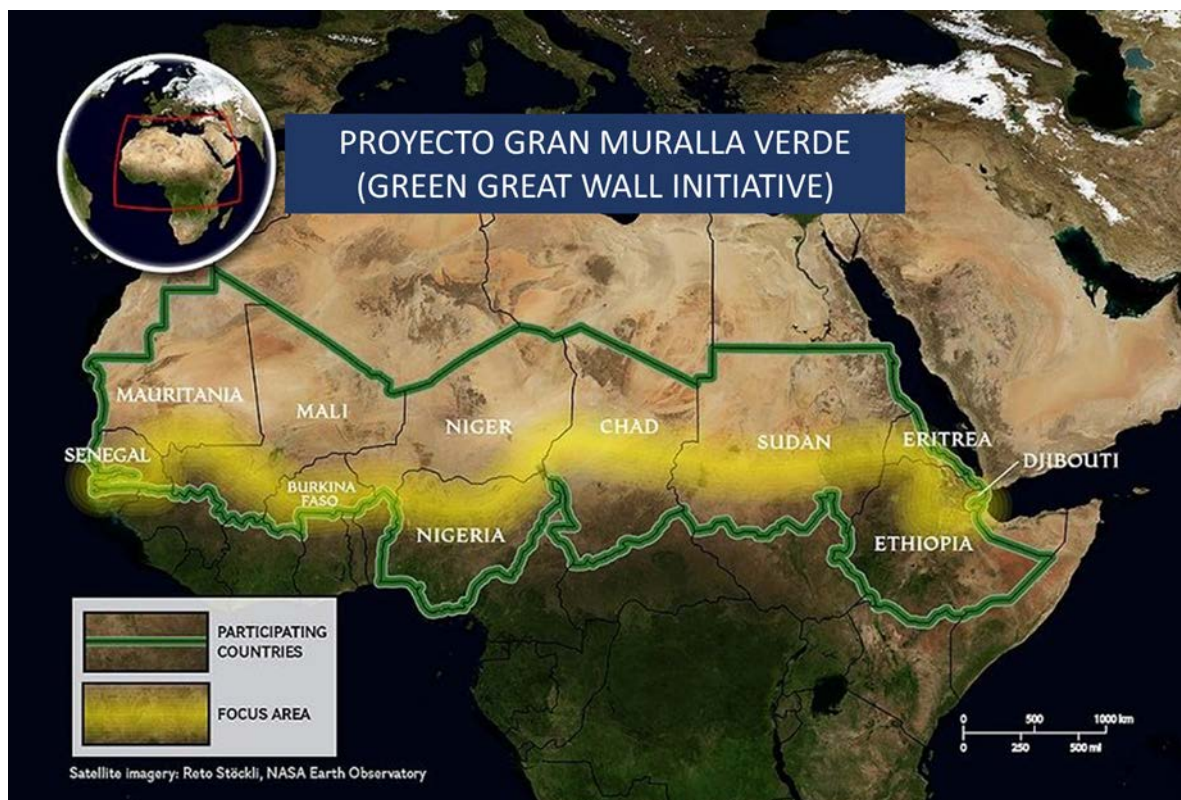 PROYECTO GRAN MURALLA VERDE
(GREEN GREAT WALL INITIATIVE)
MAURITANIA
MALI
NIGER
CHAD
SUDAN
ERITREA
SENEGAL
DJIBOUTI
BURKINA
FASO
NIGERIA
ETHIOPIA
PARTICIPATING
COUNTRIES
FOCUS AREA
0 500 1000 km
0 250 500 mi
Satellite imagery: Reto Stöckli, NASA Earth Observatory